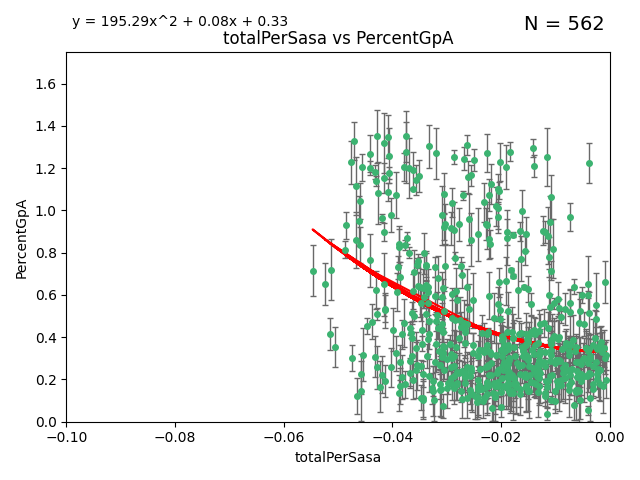 y = 195.29x^2 + 0.08x + 0.33
N = 562
totalPerSasa vs PercentGpA
PercentGpA
1.6
1.4
1.2
1.0
0.8
0.6
0.4
0.2
0.0
−0.10 −0.08 −0.06 −0.04 −0.02 0.00
totalPerSasa